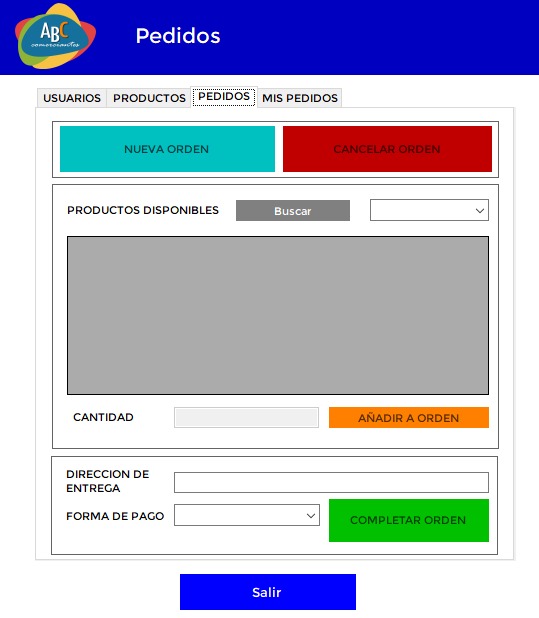 ABC
comerciantes
Pedidos
USUARIOS PRODUCTOS PEDIDOS MIS PEDIDOS
NUEVA ORDEN CANCELAR ORDEN
PRODUCTOS DISPONIBLES Buscar
CANTIDAD AÑADIR A ORDEN
DIRECCION DE
ENTREGA
FORMA DE PAGO COMPLETAR ORDEN
Salir